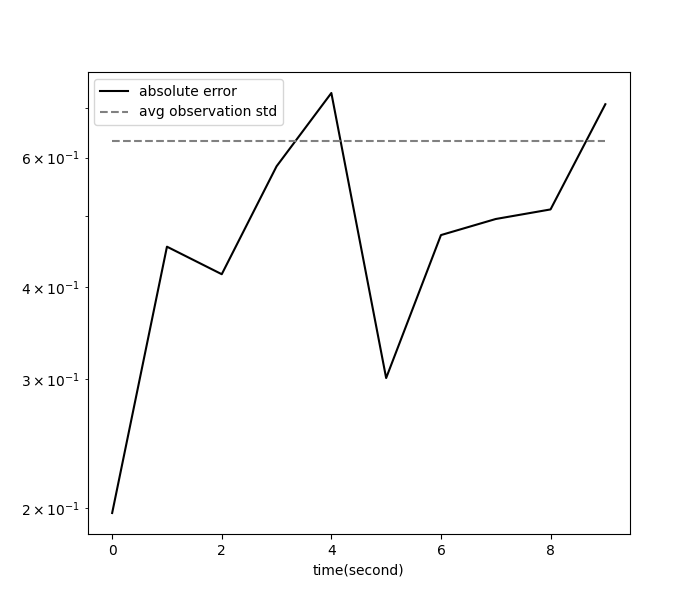 absolute error
avg observation std
6 × 10⁻¹
4 × 10⁻¹
3 × 10⁻¹
2 × 10⁻¹
0 2 4 6 8
time(second)